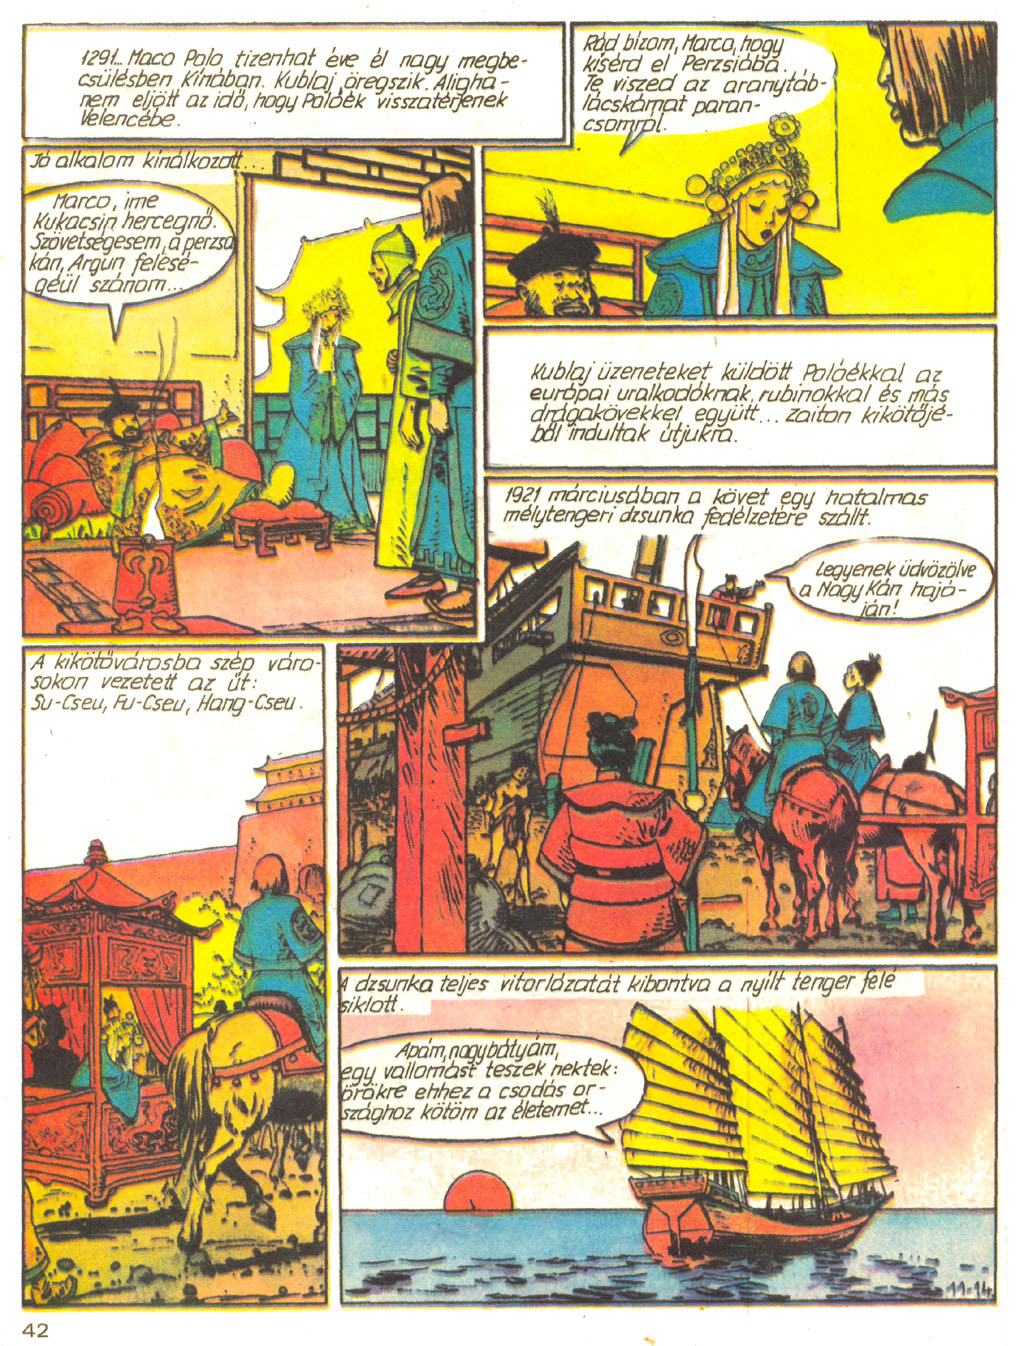 1291... Maco Polo tizenhat éve él nagy megbe-
csülésben Kínában. Kublaj öregszik. Aligha-
nem eljött az idő, hogy Poloék visszatérjenek
Velencébe.
Rád bízom, Marco, hogy
kísérd el Perzsiába.
Te viszed az aranytáb-
lácskámat paran-
csomról.
Jó alkalom kínálkozott...
Marco, íme
Kukacsin hercegnő.
Szövetségesem, a perzsa
kán, Argun felesé-
géül szánom...
Kublaj üzeneteket küldött Poloékkal az
európai uralkodóknak, rubinokkal és más
drágakövekkel együtt... Zaiton kikötőjé-
ből indultak útjukra.
1921 márciusában a követ egy hatalmas
mélytengeri dzsunka fedélzetére szállt.
Legyenek üdvözölve
a Nagy Kán hajó-
ján!
A kikötővárosba szép váro-
sokon vezetett az út:
Su-Cseu, Fu-Cseu, Hang-Cseu.
A dzsunka teljes vitorlázatát kibontva a nyílt tenger felé
siklott.
Apám, nagybátyám,
egy vallomást teszek nektek:
örökre ehhez a csodás or-
szághoz kötöm az életemet...
11-14
42